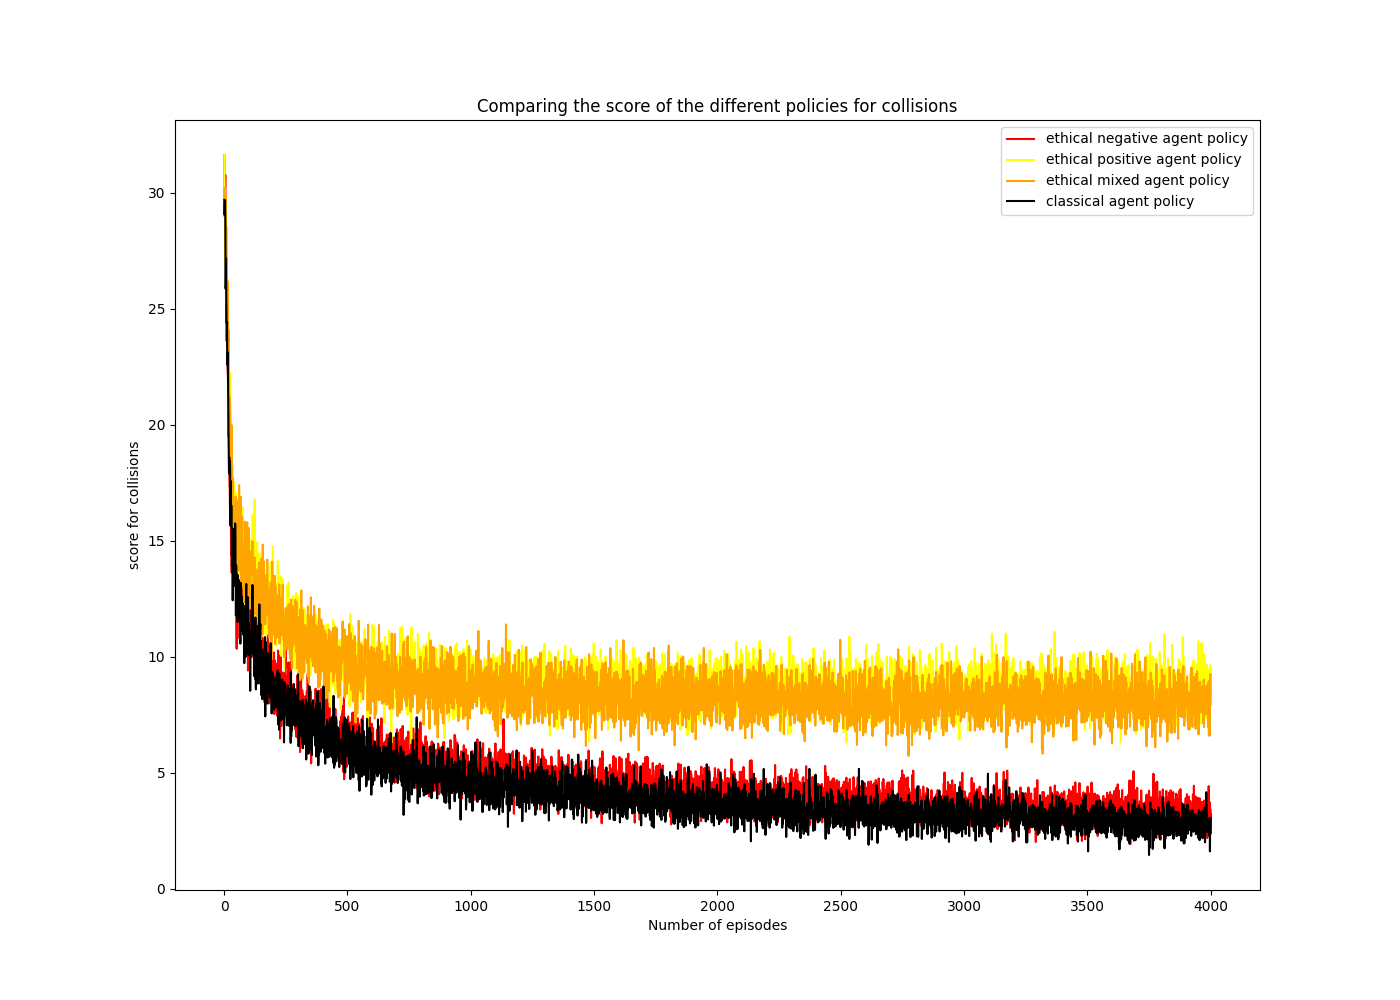 Comparing the score of the different policies for collisions
ethical negative agent policy
ethical positive agent policy
ethical mixed agent policy
classical agent policy
30
25
20
15
10
5
0
score for collisions
0 500 1000 1500 2000 2500 3000 3500 4000
Number of episodes